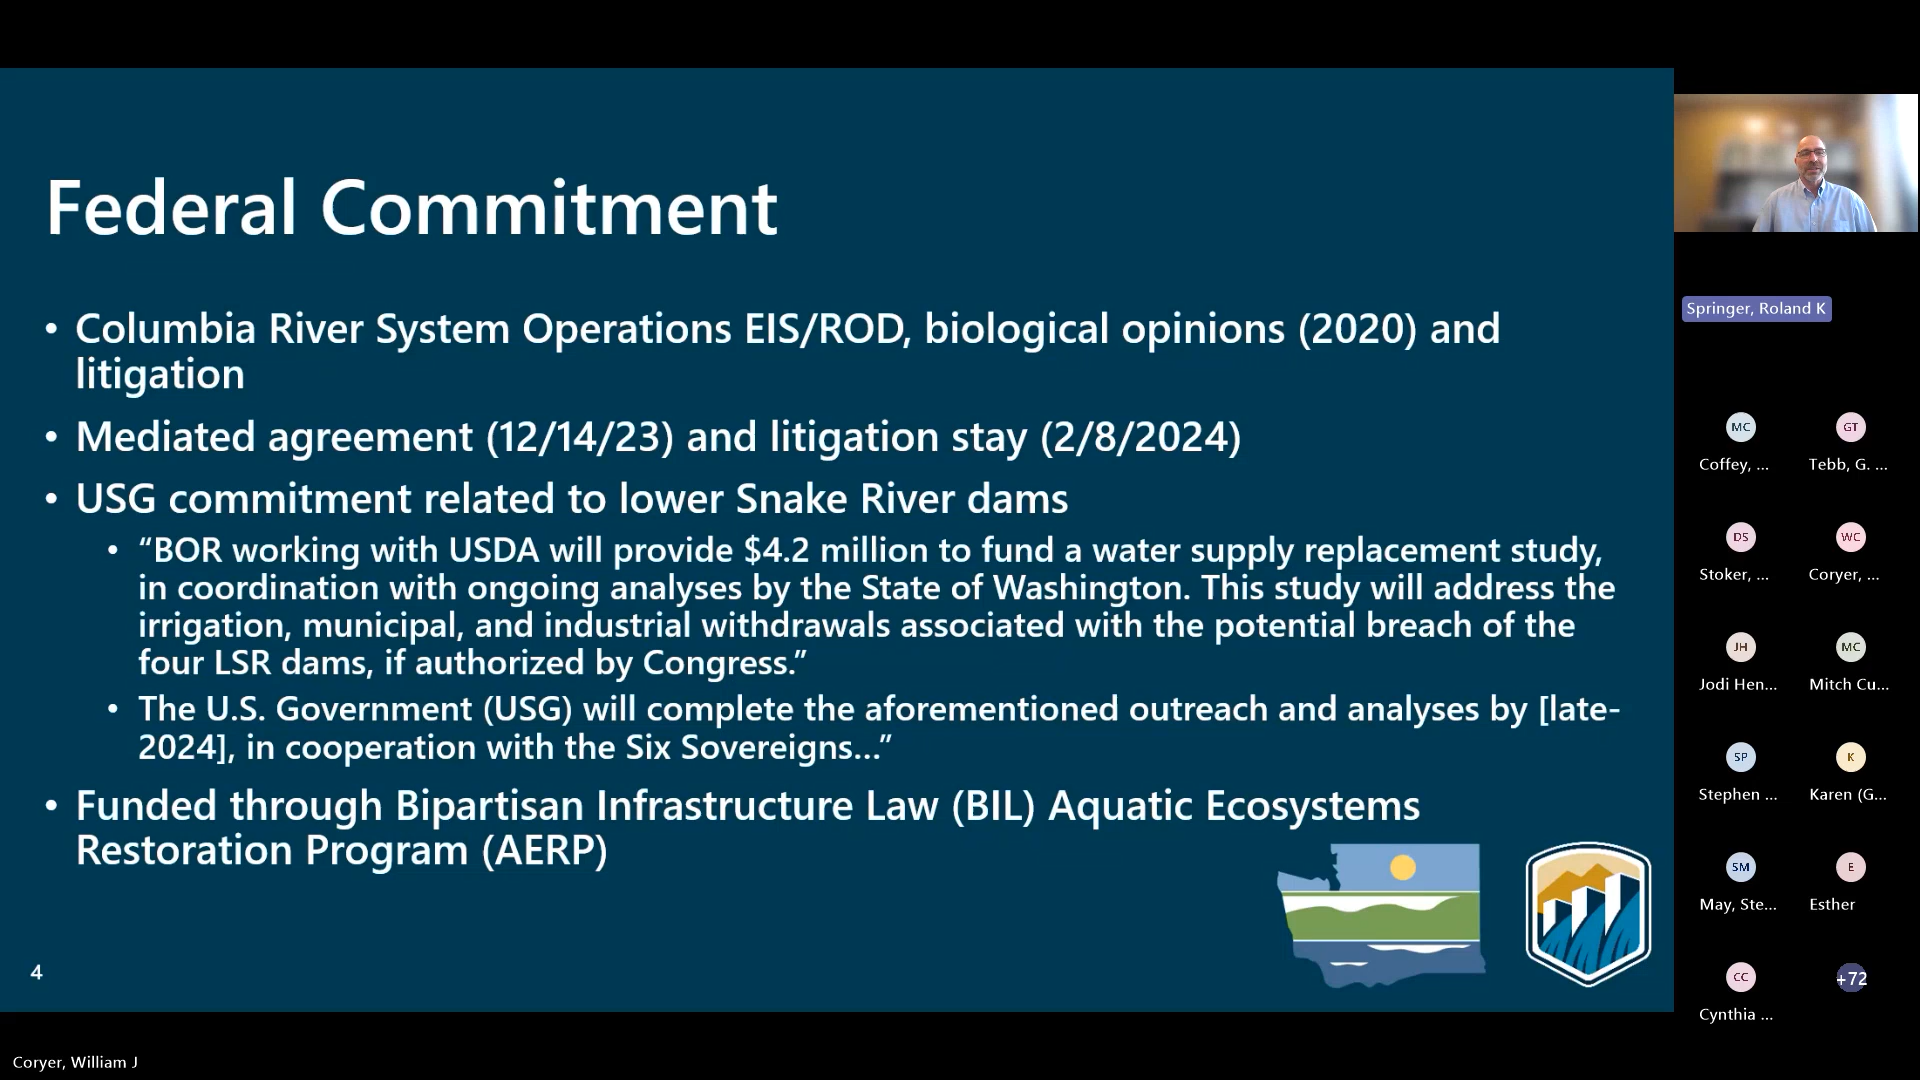 Federal Commitment
• Columbia River System Operations EIS/ROD, biological opinions (2020) and
litigation
• Mediated agreement (12/14/23) and litigation stay (2/8/2024)
• USG commitment related to lower Snake River dams
• “BOR working with USDA will provide $4.2 million to fund a water supply replacement study,
in coordination with ongoing analyses by the State of Washington. This study will address the
irrigation, municipal, and industrial withdrawals associated with the potential breach of the
four LSR dams, if authorized by Congress.”
• The U.S. Government (USG) will complete the aforementioned outreach and analyses by [late-
2024], in cooperation with the Six Sovereigns…”
• Funded through Bipartisan Infrastructure Law (BIL) Aquatic Ecosystems
Restoration Program (AERP)
4
Springer, Roland K
MC GT
Coffey, ... Tebb, G. ...
DS WC
Stoker, ... Coryer, ...
JH MC
Jodi Hen... Mitch Cu...
SP K
Stephen ... Karen (G...
SM E
May, Ste... Esther
CC +72
Cynthia ...
Coryer, William J